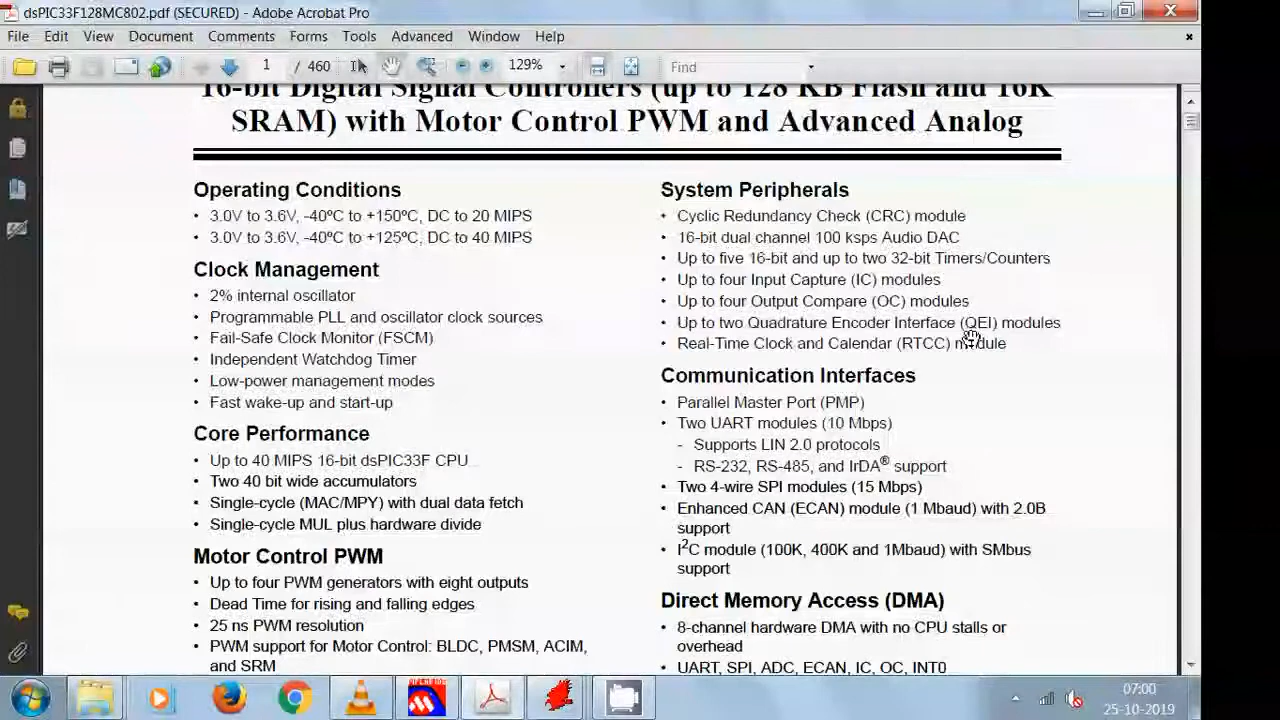 dsPIC33F128MC802.pdf (SECURED) - Adobe Acrobat Pro
File Edit View Document Comments Forms Tools Advanced Window Help
1 / 460 129% Find
16-bit Digital Signal Controllers (up to 128 KB Flash and 16K
SRAM) with Motor Control PWM and Advanced Analog
Operating Conditions
• 3.0V to 3.6V, -40ºC to +150ºC, DC to 20 MIPS
• 3.0V to 3.6V, -40ºC to +125ºC, DC to 40 MIPS
Clock Management
• 2% internal oscillator
• Programmable PLL and oscillator clock sources
• Fail-Safe Clock Monitor (FSCM)
• Independent Watchdog Timer
• Low-power management modes
• Fast wake-up and start-up
Core Performance
• Up to 40 MIPS 16-bit dsPIC33F CPU
• Two 40 bit wide accumulators
• Single-cycle (MAC/MPY) with dual data fetch
• Single-cycle MUL plus hardware divide
Motor Control PWM
• Up to four PWM generators with eight outputs
• Dead Time for rising and falling edges
• 25 ns PWM resolution
• PWM support for Motor Control: BLDC, PMSM, ACIM,
and SRM
System Peripherals
• Cyclic Redundancy Check (CRC) module
• 16-bit dual channel 100 ksps Audio DAC
• Up to five 16-bit and up to two 32-bit Timers/Counters
• Up to four Input Capture (IC) modules
• Up to four Output Compare (OC) modules
• Up to two Quadrature Encoder Interface (QEI) modules
• Real-Time Clock and Calendar (RTCC) module
Communication Interfaces
• Parallel Master Port (PMP)
• Two UART modules (10 Mbps)
- Supports LIN 2.0 protocols
- RS-232, RS-485, and IrDA® support
• Two 4-wire SPI modules (15 Mbps)
• Enhanced CAN (ECAN) module (1 Mbaud) with 2.0B
support
• I²C module (100K, 400K and 1Mbaud) with SMbus
support
Direct Memory Access (DMA)
• 8-channel hardware DMA with no CPU stalls or
overhead
• UART, SPI, ADC, ECAN, IC, OC, INT0
07:00
25-10-2019